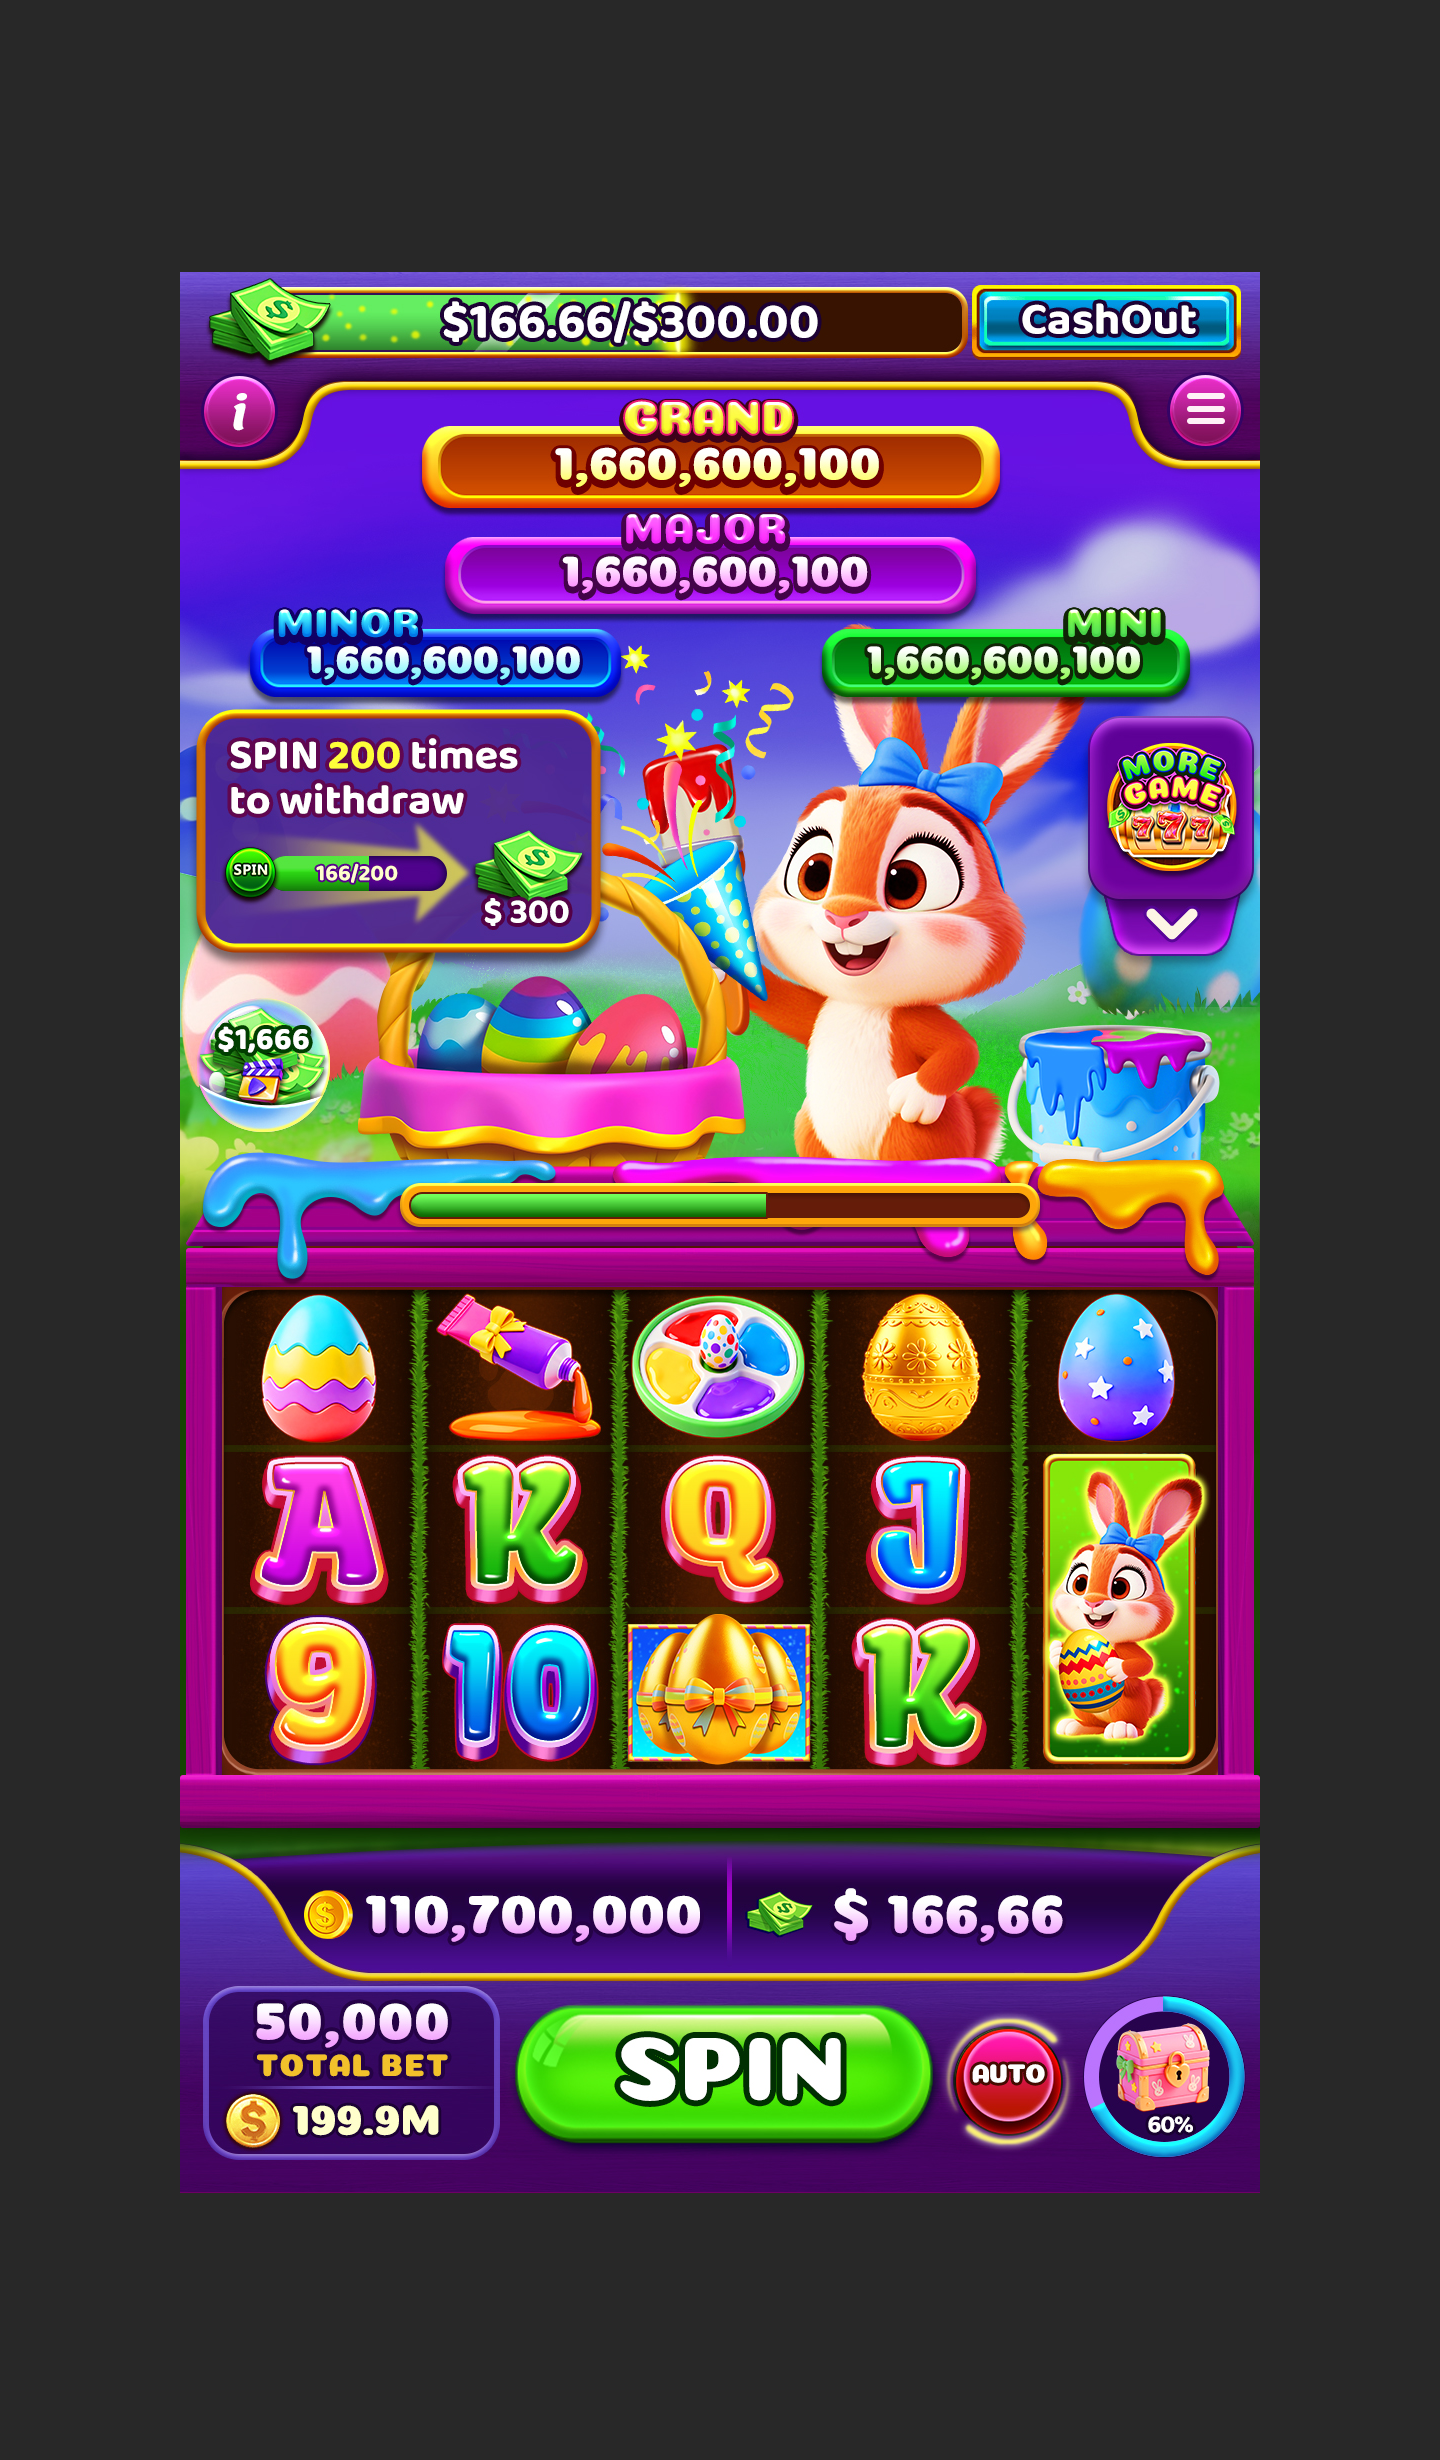 $166.66/$300.00
CashOut
i
GRAND
1,660,600,100
MAJOR
1,660,600,100
MINOR
1,660,600,100
MINI
1,660,600,100
SPIN 200 times
to withdraw
SPIN
166/200
$ 300
MORE
GAME
777
$1,666
A K Q J
9 10 K
110,700,000
$ 166,66
50,000
TOTAL BET
199.9M
SPIN
AUTO
60%